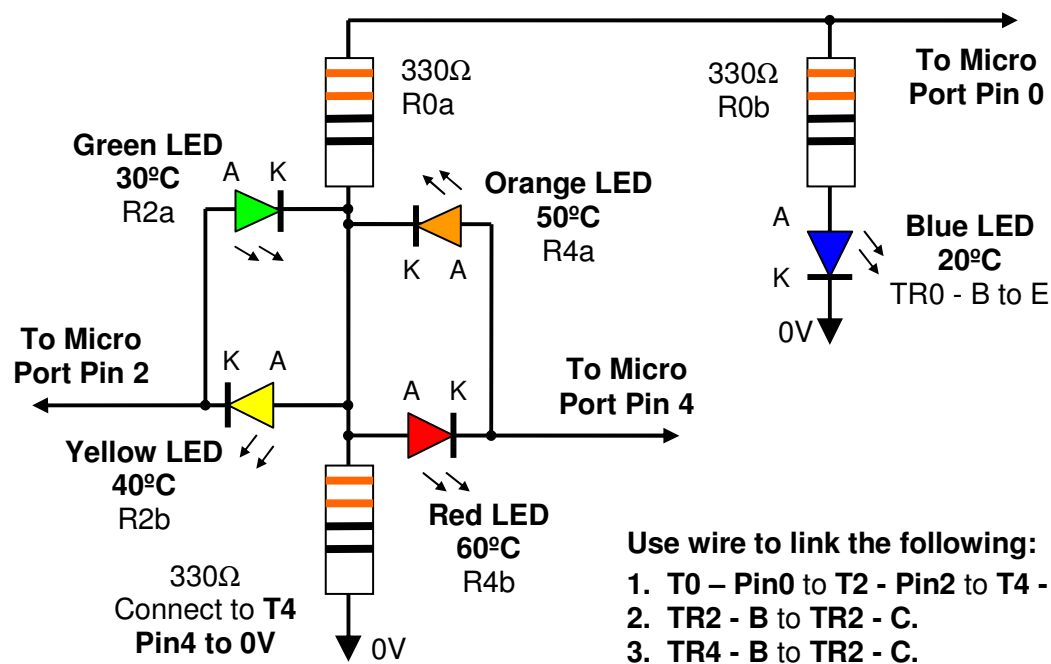 330Ω
R0a
330Ω
R0b
To Micro
Port Pin 0
Green LED
30ºC
R2a
A K
Orange LED
50ºC
R4a
K A
A
K
Blue LED
20ºC
TR0 - B to E
0V
To Micro
Port Pin 2
K A
A K
To Micro
Port Pin 4
Yellow LED
40ºC
R2b
Red LED
60ºC
R4b
330Ω
Connect to T4
Pin4 to 0V
0V
Use wire to link the following:
1. T0 – Pin0 to T2 - Pin2 to T4 -
2. TR2 - B to TR2 - C.
3. TR4 - B to TR2 - C.